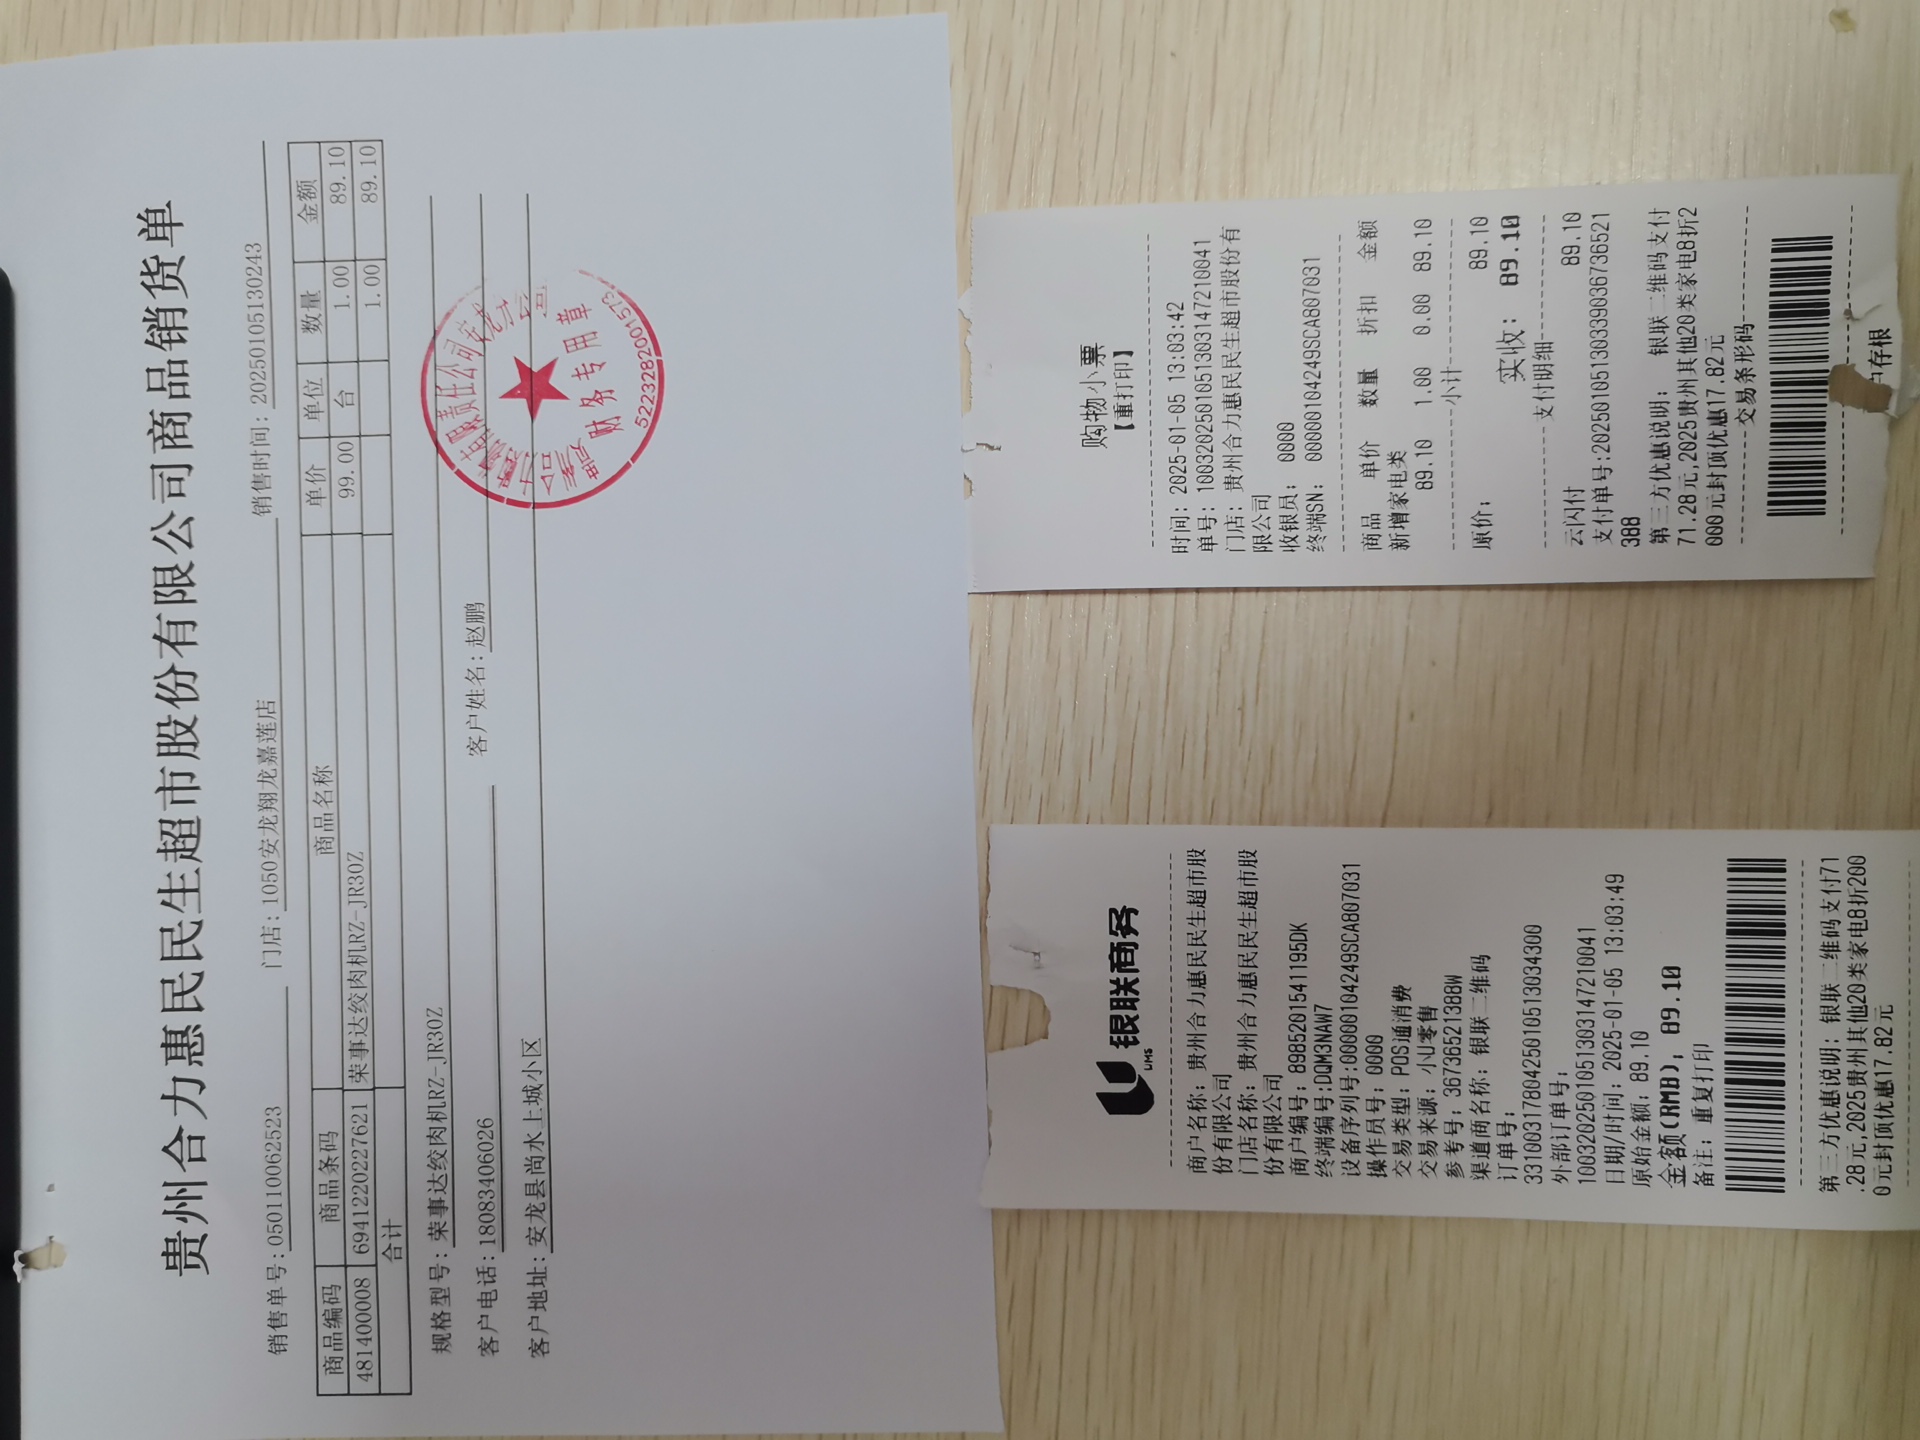 贵州合力惠民民生超市股份有限公司商品销货单
销售单号:0501100062523 门店:1050安龙翔龙嘉莲店 销售时间:20250105130243
商品编码 商品条码 商品名称 单价 单位 数量 金额
481400008 6941220227621 荣事达绞肉机RZ-JR30Z 99.00 台 1.00 89.10
合计 1.00 89.10
规格型号:荣事达绞肉机RZ-JR30Z
客户电话:18083406026 客户姓名:赵鹏
客户地址:安龙县尚水上城小区
财务专用章
银联商务
UMS
商户名称: 贵州合力惠民民生超市股
份有限公司
门店名称: 贵州合力惠民民生超市股
份有限公司
商户编号: 89852015411195DK
终端编号:DQM3NAW7
设备序列号:00000104249SCA807031
操作员号: 0000
交易类型: POS通消费
交易来源: 小U零售
参考号: 36736521388W
渠道商名称: 银联二维码
订单号:
3310031780425010513034300
外部订单号:
10032025010513031472​10041
日期/时间: 2025-01-05 13:03:49
原始金额: 89.10
金额(RMB): 89.10
备注: 重复打印
第三方优惠说明: 银联二维码支付71
.28元,2025贵州其他20类家电8折200
0元封顶优惠17.82元
购物小票
【重打印】
时间: 2025-01-05 13:03:42
单号: 1003202501051303147210041
门店: 贵州合力惠民民生超市股份有
限公司
收银员: 0000
终端SN: 00000104249SCA807031
商品 单价 数量 折扣 金额
新增家电类
89.10 1.00 0.00 89.10
小计
原价: 89.10
实收: 89.10
支付明细
云闪付 89.10
支付单号:20250105130339036736521
388
第三方优惠说明: 银联二维码支付
71.28元,2025贵州其他20类家电8折2
000元封顶优惠17.82元
交易条形码
户存根